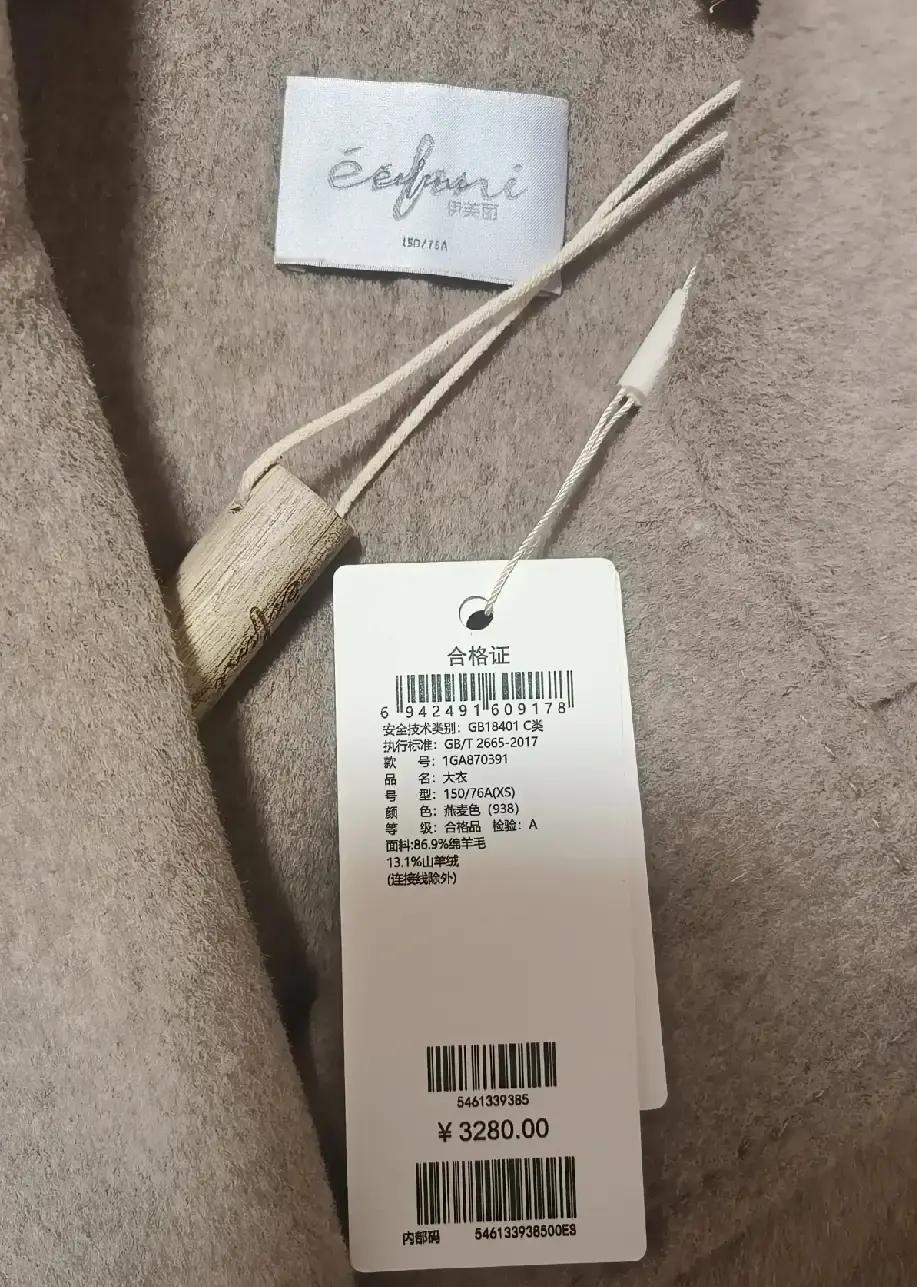 éefuni
伊芙丽
150/76A
合格证
6 942491 609178
安全技术类别：GB18401 C类
执行标准：GB/T 2665-2017
款 号：1GA870391
品 名：大衣
号 型：150/76A(XS)
颜 色：燕麦色（938）
等 级：合格品 检验：A
面料:86.9%绵羊毛
13.1%山羊绒
(连接线除外)
5461339385
¥ 3280.00
内部码 546133938500E8